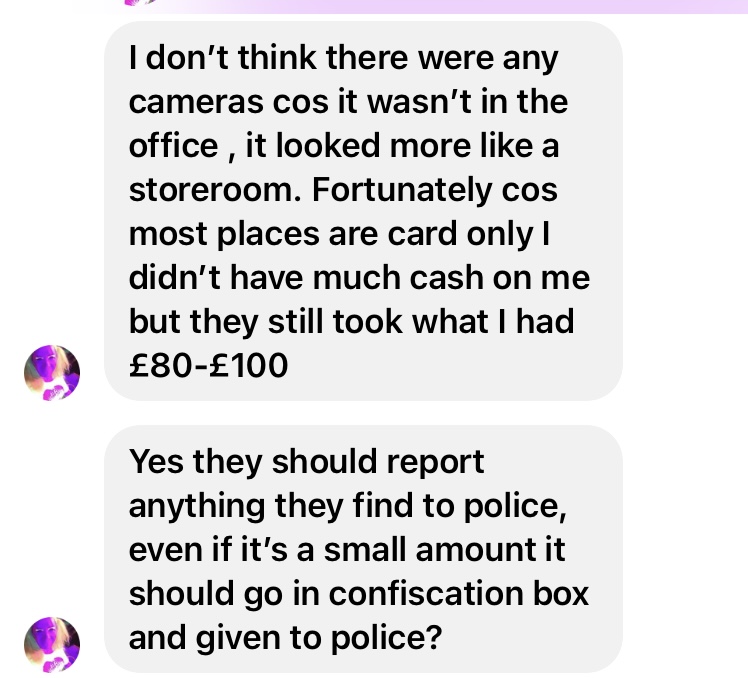 I don’t think there were any
cameras cos it wasn’t in the
office , it looked more like a
storeroom. Fortunately cos
most places are card only I
didn’t have much cash on me
but they still took what I had
£80-£100
Yes they should report
anything they find to police,
even if it’s a small amount it
should go in confiscation box
and given to police?